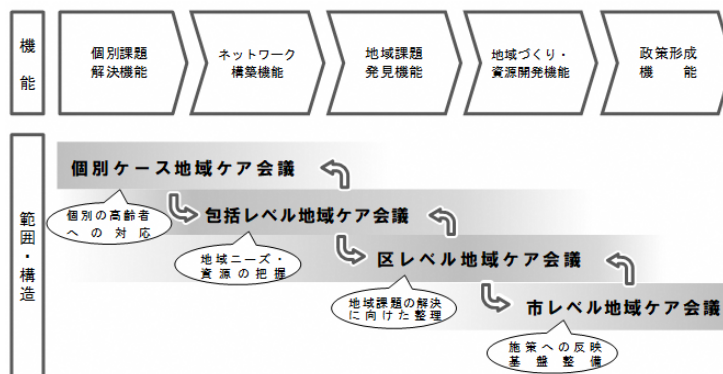 機能
個別課題
解決機能
ネットワーク
構築機能
地域課題
発見機能
地域づくり・
資源開発機能
政策形成
機能
範囲・構造
個別ケース地域ケア会議
個別の高齢者
への対応
包括レベル地域ケア会議
地域ニーズ・
資源の把握
区レベル地域ケア会議
地域課題の解決
に向けた整理
市レベル地域ケア会議
施策への反映
基盤整備